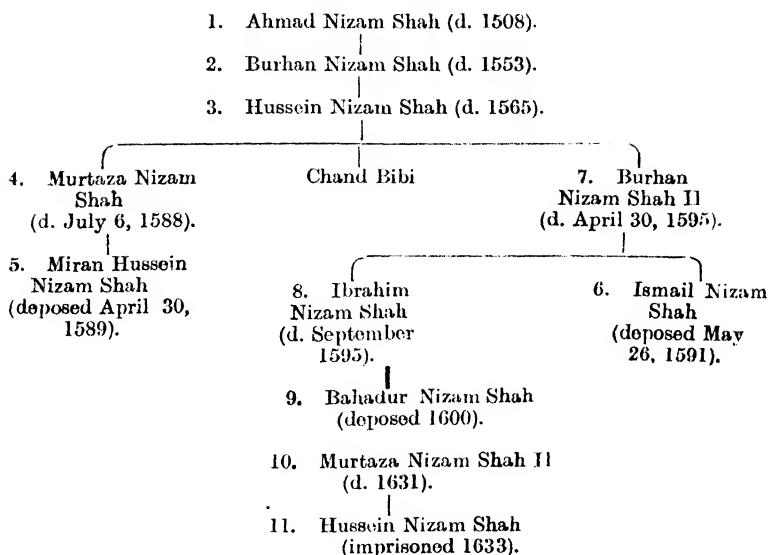 1. Ahmad Nizam Shah (d. 1508).
2. Burhan Nizam Shah (d. 1553).
3. Hussein Nizam Shah (d. 1565).
4. Murtaza Nizam
Shah
(d. July 6, 1588).
Chand Bibi
7. Burhan
Nizam Shah II
(d. April 30, 1595).
5. Miran Hussein
Nizam Shah
(deposed April 30,
1589).
8. Ibrahim
Nizam Shah
(d. September
1595).
6. Ismail Nizam
Shah
(deposed May
26, 1591).
9. Bahadur Nizam Shah
(deposed 1600).
10. Murtaza Nizam Shah II
(d. 1631).
11. Hussein Nizam Shah
(imprisoned 1633).